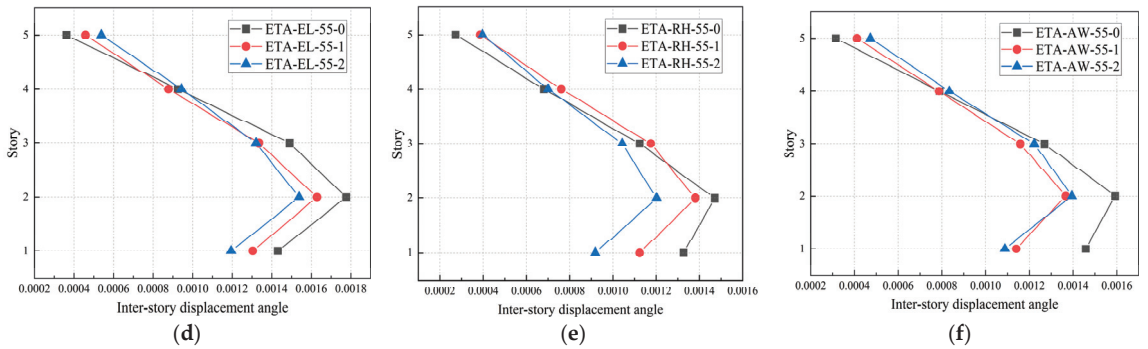 ETA-EL-55-0
ETA-EL-55-1
ETA-EL-55-2
5
4
3
2
1
Story
0.0002 0.0004 0.0006 0.0008 0.0010 0.0012 0.0014 0.0016 0.0018
Inter-story displacement angle
(d)
ETA-RH-55-0
ETA-RH-55-1
ETA-RH-55-2
5
4
3
2
1
Story
0.0002 0.0004 0.0006 0.0008 0.0010 0.0012 0.0014 0.0016
Inter-story displacement angle
(e)
ETA-AW-55-0
ETA-AW-55-1
ETA-AW-55-2
5
4
3
2
1
Story
0.0002 0.0004 0.0006 0.0008 0.0010 0.0012 0.0014 0.0016
Inter-story displacement angle
(f)